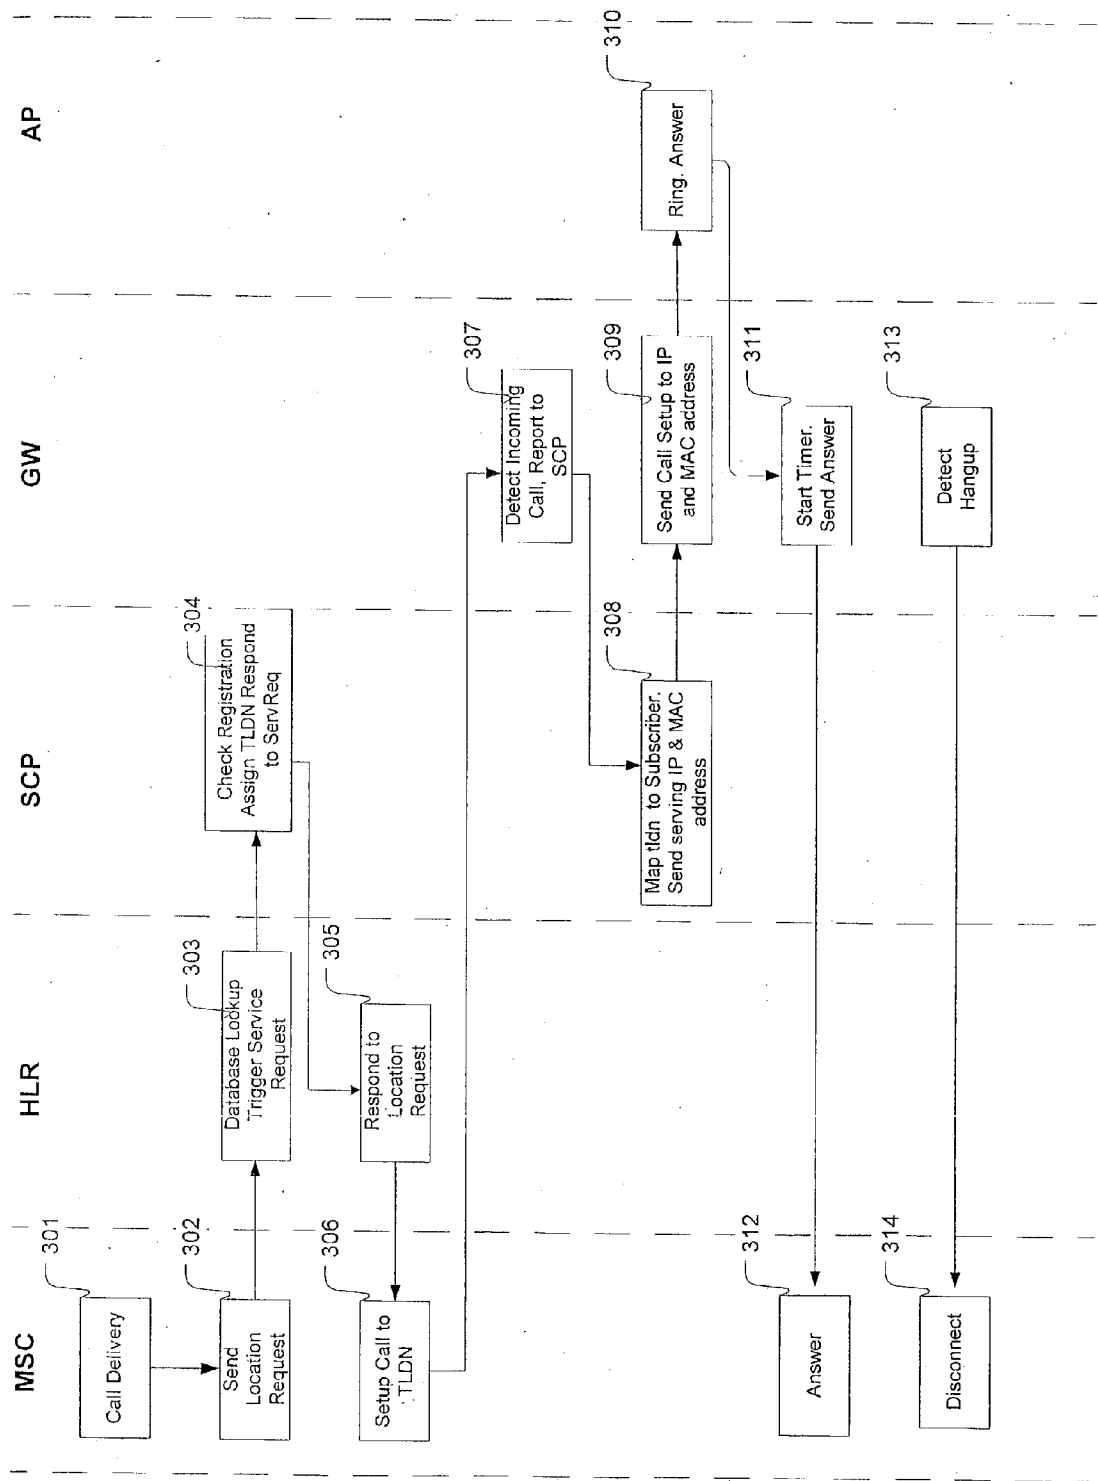 MSC
HLR
SCP
GW
AP
301
Call Delivery
302
Send
Location
Request
303
Database Lookup
Trigger Service
Request
304
Check Registration
Assign TLDN Respond
to ServReq
305
Respond to
Location
Request
306
Setup Call to
TLDN
307
Detect Incoming
Call, Report to
SCP
308
Map tldn to Subscriber.
Send serving IP & MAC
address
309
Send Call Setup to IP
and MAC address
310
Ring. Answer
311
Start Timer.
Send Answer
312
Answer
313
Detect
Hangup
314
Disconnect